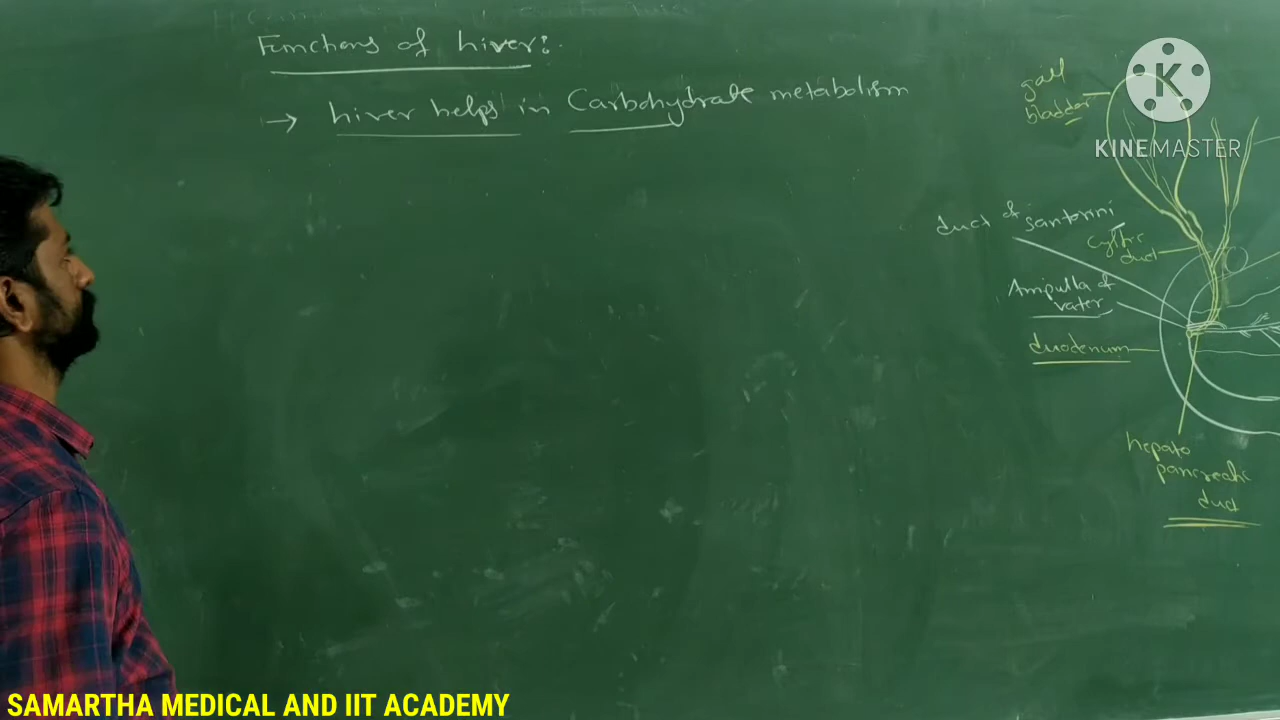 Functions of Liver:-
→ Liver helps in Carbohydrate metabolism
gall
bladder
K
KINEMASTER
duct of santorini
cystic
duct
Ampulla of
vater
duodenum
hepato
pancreatic
duct
SAMARTHA MEDICAL AND IIT ACADEMY